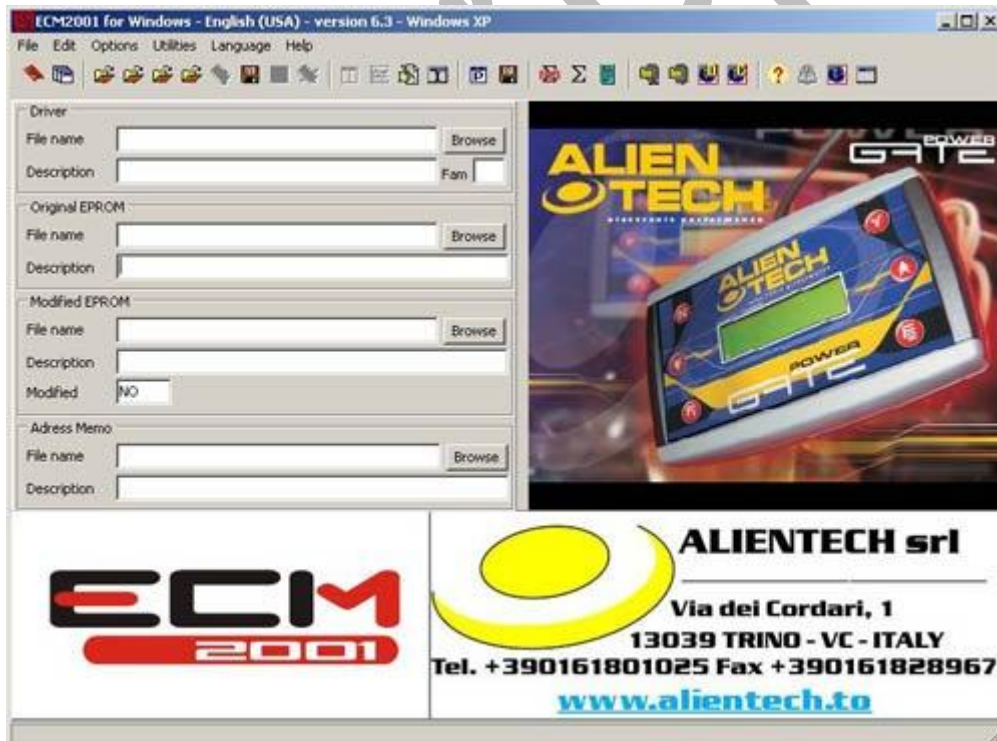 ECM2001 for Windows - English (USA) - version 6.3 - Windows XP
File Edit Options Utilities Language Help
Driver
File name Browse
Description Fam
Original EPROM
File name Browse
Description
Modified EPROM
File name Browse
Description
Modified NO
Adress Memo
File name Browse
Description
ALIEN
TECH
electronic performance
POWER
GATE
ALIEN
TECH
POWER
GATE
ECM
2001
ALIENTECH srl
Via dei Cordari, 1
13039 TRINO - VC - ITALY
Tel. +390161801025 Fax +390161828967
www.alientech.to